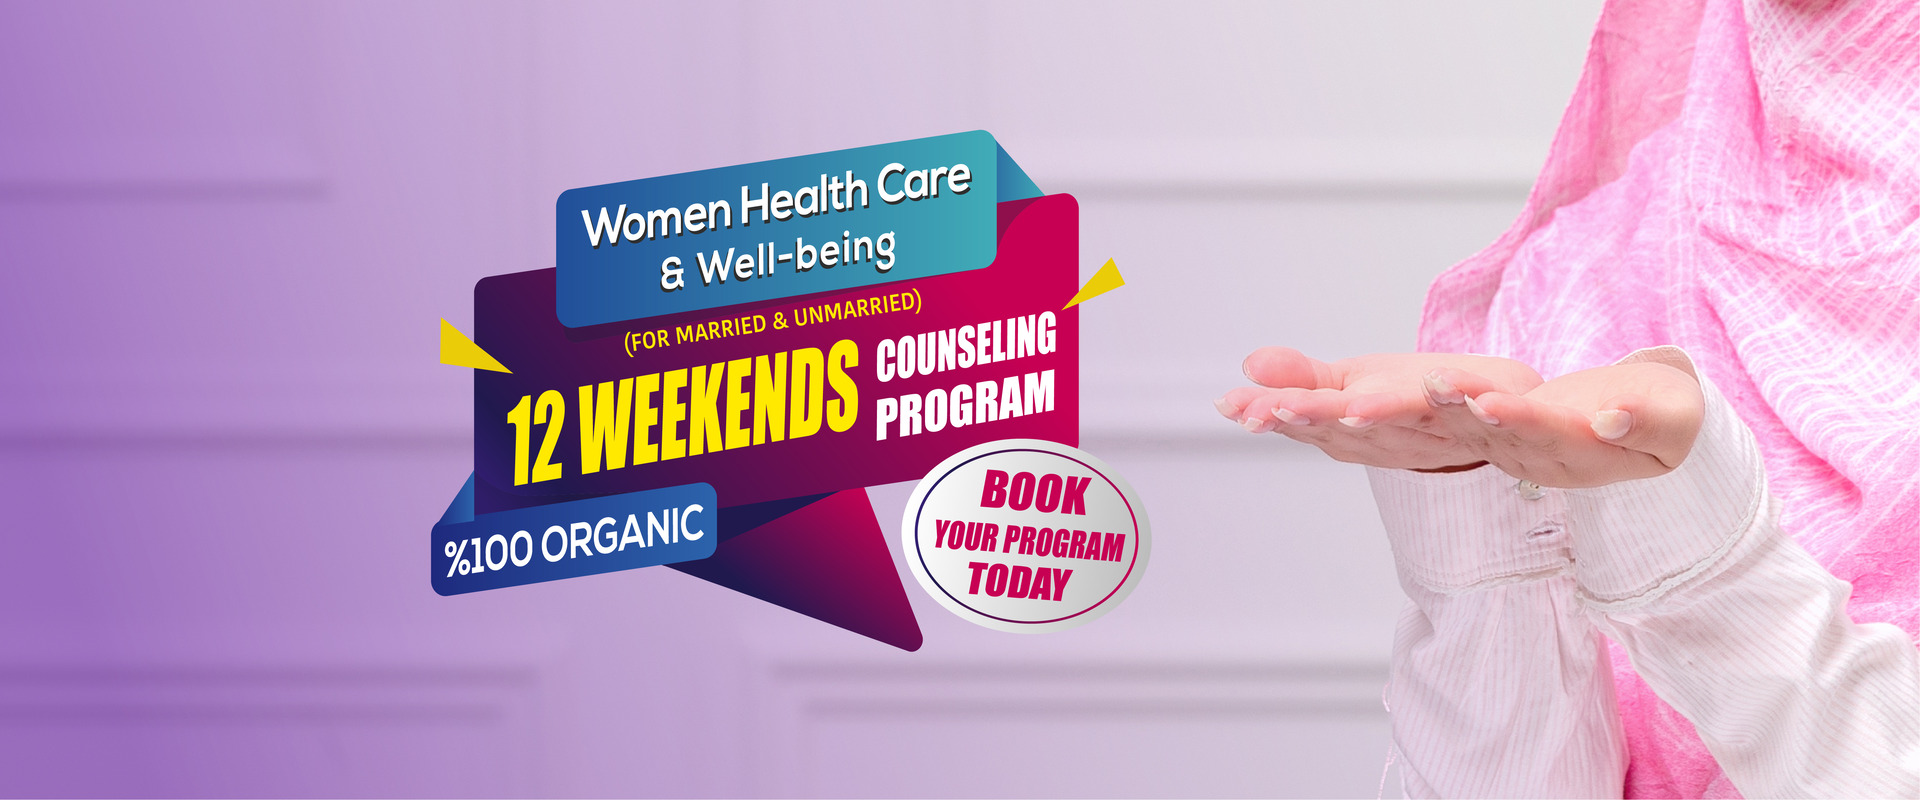 Women Health Care
& Well-being
(FOR MARRIED & UNMARRIED)
12 WEEKENDS
COUNSELING
PROGRAM
%100 ORGANIC
BOOK
YOUR PROGRAM
TODAY